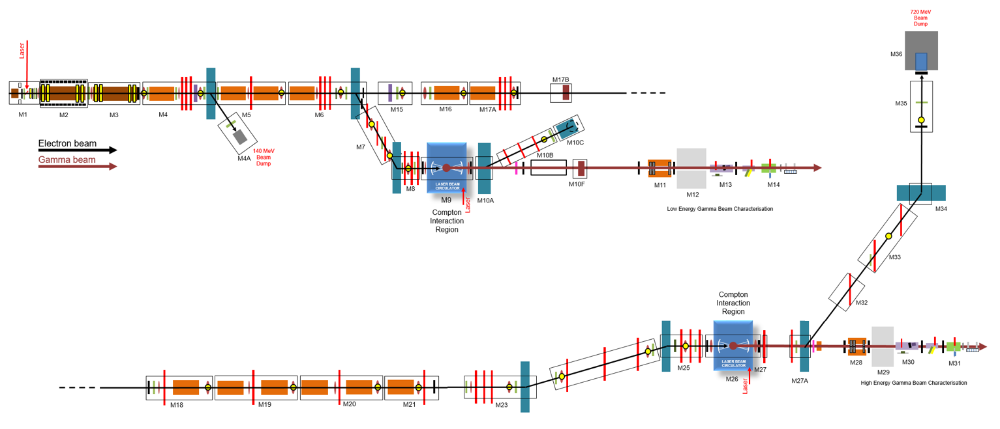 720 MeV
Beam
Dump
M36
Laser
M17B
M1
M2
M3
M4
M5
M6
M15
M16
M17A
M35
Electron beam
Gamma beam
M4A
140 MeV
Beam
Dump
M7
M10B
M10C
M8
LASER BEAM
CIRCULATOR
M9
Laser
M10A
M10F
M11
M12
M13
M14
Compton
Interaction
Region
Low Energy Gamma Beam Characterisation
M34
M33
M32
Compton
Interaction
Region
M25
LASER BEAM
CIRCULATOR
M26
M27
Laser
M27A
M28
M29
M30
M31
High Energy Gamma Beam Characterisation
M18
M19
M20
M21
M23